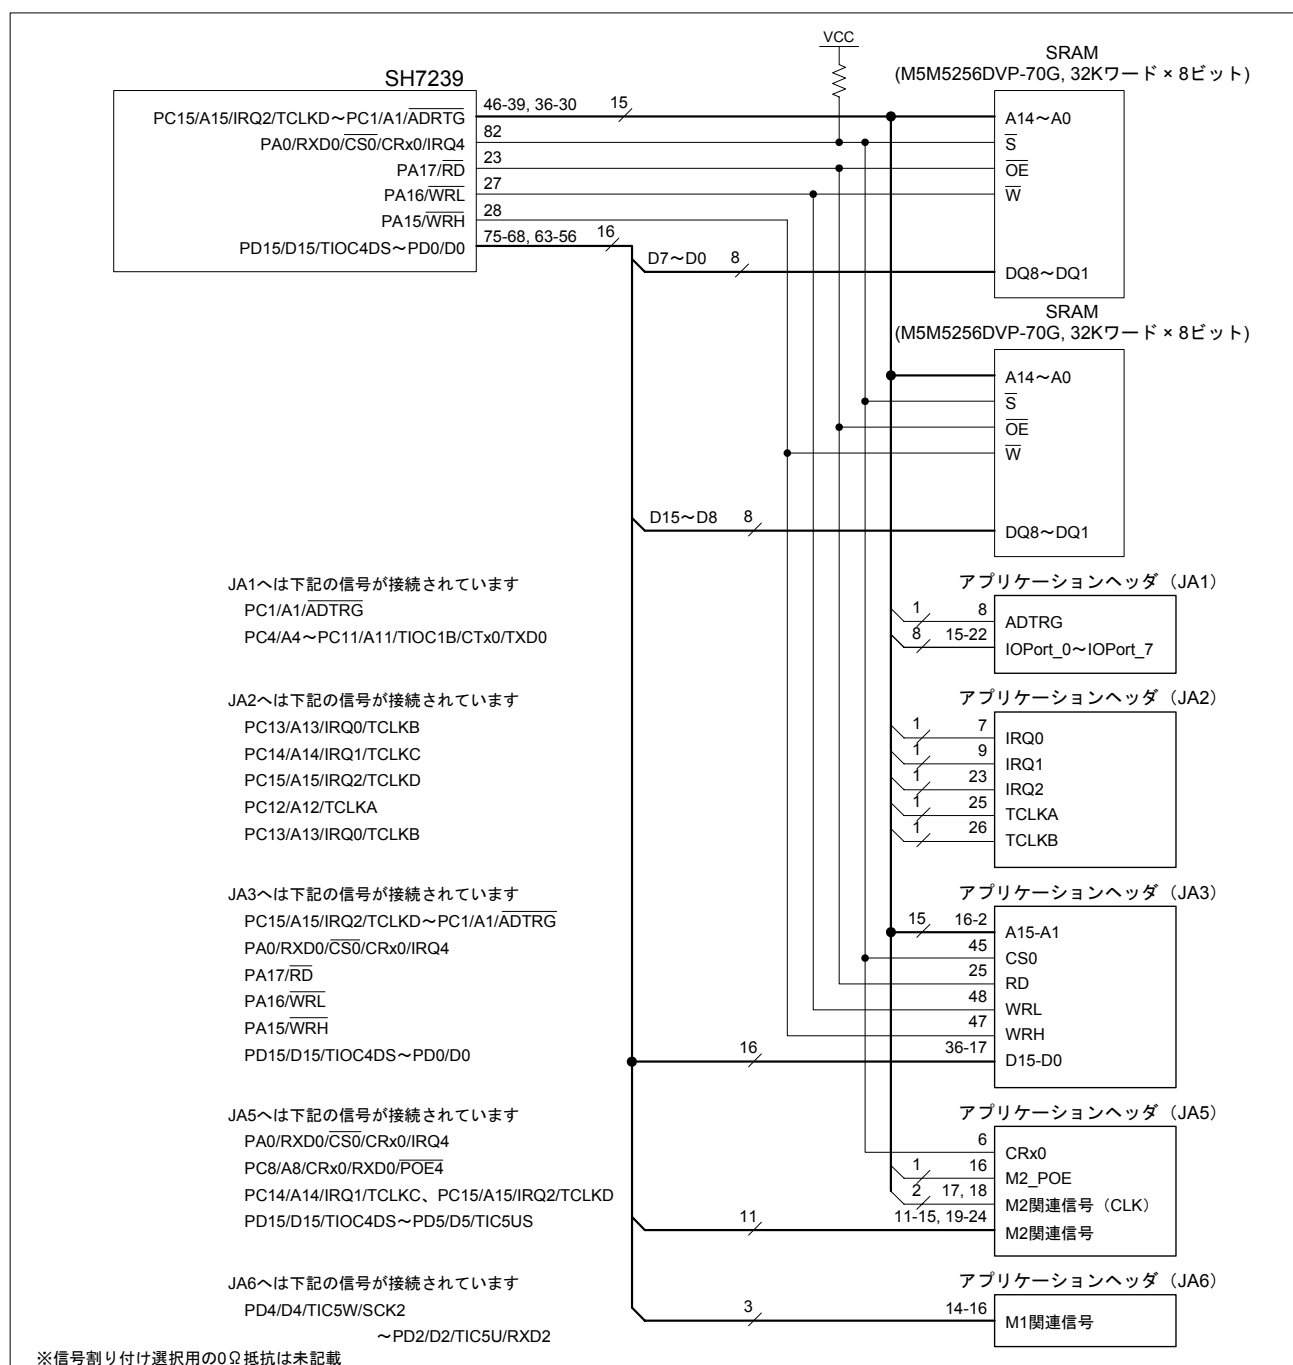 VCC
SH7239
PC15/A15/IRQ2/TCLKD～PC1/A1/ADRTG
PA0/RXD0/CS0/CRx0/IRQ4
PA17/RD
PA16/WRL
PA15/WRH
PD15/D15/TIOC4DS～PD0/D0
46-39, 36-30
15
82
23
27
28
75-68, 63-56
16
D7～D0
8
SRAM
(M5M5256DVP-70G, 32Kワード × 8ビット)
A14～A0
S
OE
W
DQ8～DQ1
SRAM
(M5M5256DVP-70G, 32Kワード × 8ビット)
A14～A0
S
OE
W
DQ8～DQ1
D15～D8
8
JA1へは下記の信号が接続されています
PC1/A1/ADTRG
PC4/A4～PC11/A11/TIOC1B/CTx0/TXD0
アプリケーションヘッダ（JA1）
1 8 ADTRG
8 15-22 IOPort_0～IOPort_7
JA2へは下記の信号が接続されています
PC13/A13/IRQ0/TCLKB
PC14/A14/IRQ1/TCLKC
PC15/A15/IRQ2/TCLKD
PC12/A12/TCLKA
PC13/A13/IRQ0/TCLKB
アプリケーションヘッダ（JA2）
1 7 IRQ0
1 9 IRQ1
1 23 IRQ2
1 25 TCLKA
1 26 TCLKB
JA3へは下記の信号が接続されています
PC15/A15/IRQ2/TCLKD～PC1/A1/ADTRG
PA0/RXD0/CS0/CRx0/IRQ4
PA17/RD
PA16/WRL
PA15/WRH
PD15/D15/TIOC4DS～PD0/D0
アプリケーションヘッダ（JA3）
15 16-2 A15-A1
45 CS0
25 RD
48 WRL
47 WRH
16 36-17 D15-D0
JA5へは下記の信号が接続されています
PA0/RXD0/CS0/CRx0/IRQ4
PC8/A8/CRx0/RXD0/POE4
PC14/A14/IRQ1/TCLKC、PC15/A15/IRQ2/TCLKD
PD15/D15/TIOC4DS～PD5/D5/TIC5US
アプリケーションヘッダ（JA5）
6 CRx0
1 16 M2_POE
2 17, 18 M2関連信号（CLK）
11 11-15, 19-24 M2関連信号
JA6へは下記の信号が接続されています
PD4/D4/TIC5W/SCK2
～PD2/D2/TIC5U/RXD2
アプリケーションヘッダ（JA6）
3 14-16 M1関連信号
※信号割り付け選択用の0Ω抵抗は未記載